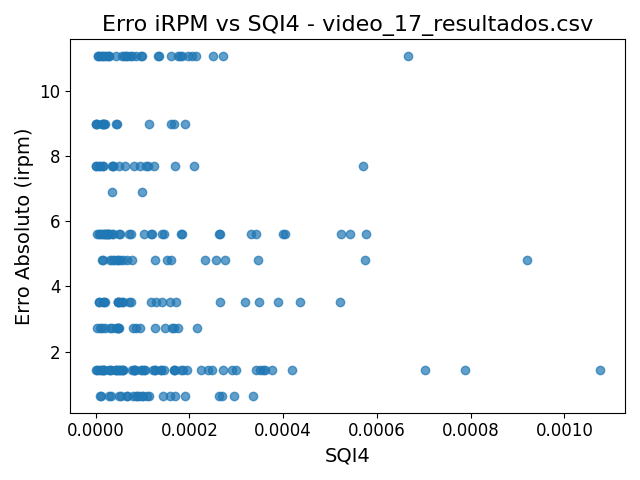 Erro iRPM vs SQI4 - video_17_resultados.csv
Erro Absoluto (irpm)
10
8
6
4
2
0.0000 0.0002 0.0004 0.0006 0.0008 0.0010
SQI4